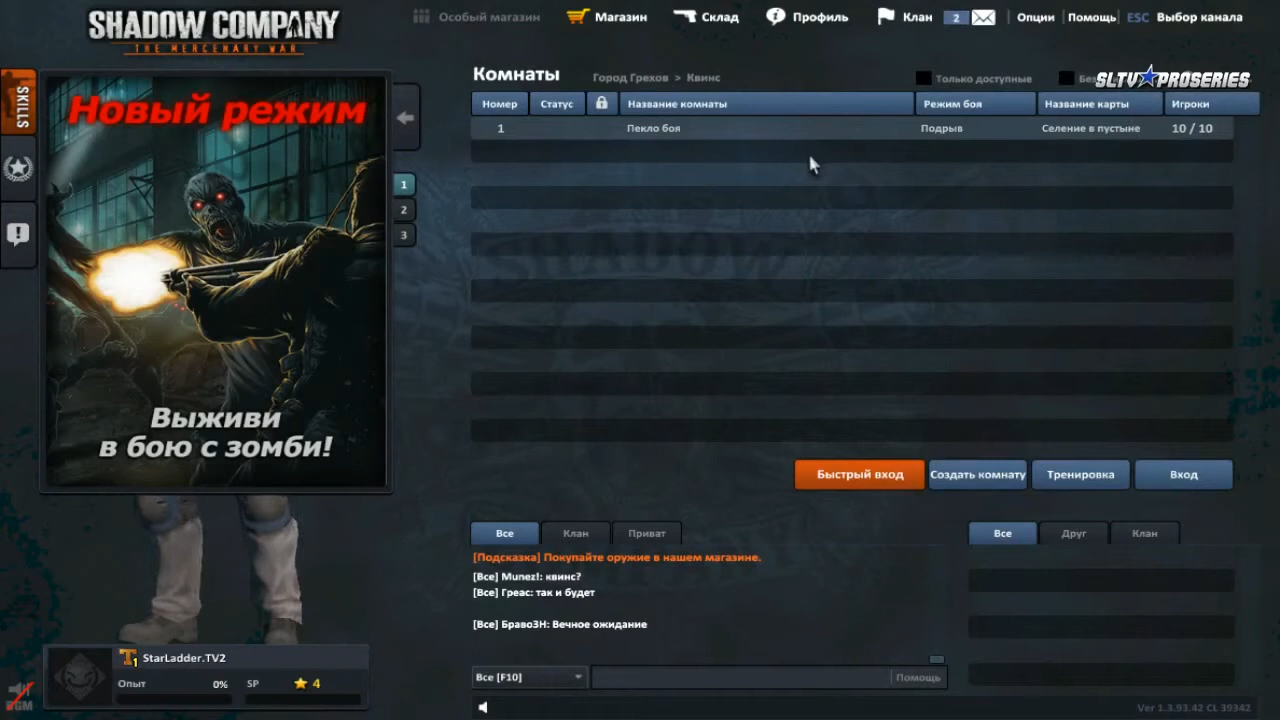 SHADOW COMPANY
THE MERCENARY WAR
Особый магазин
Магазин
Склад
Профиль
Клан
2
Опции
Помощь
ESC Выбор канала
SKILLS
Новый режим
Выживи
в бою с зомби!
1
2
3
Комнаты
Город Грехов > Квинс
Только доступные
SLTV PROSERIES
Номер Статус Название комнаты Режим боя Название карты Игроки
1 Пекло боя Подрыв Селение в пустыне 10 / 10
Быстрый вход
Создать комнату
Тренировка
Вход
Все Клан Приват
[Подсказка] Покупайте оружие в нашем магазине.
[Все] Munez!: квинс?
[Все] Греас: так и будет
[Все] БравоЗН: Вечное ожидание
Все [F10]
Помощь
Все Друг Клан
1 StarLadder.TV2
Опыт 0% SP 4
BGM
Ver 1.3.93.42 CL 39342